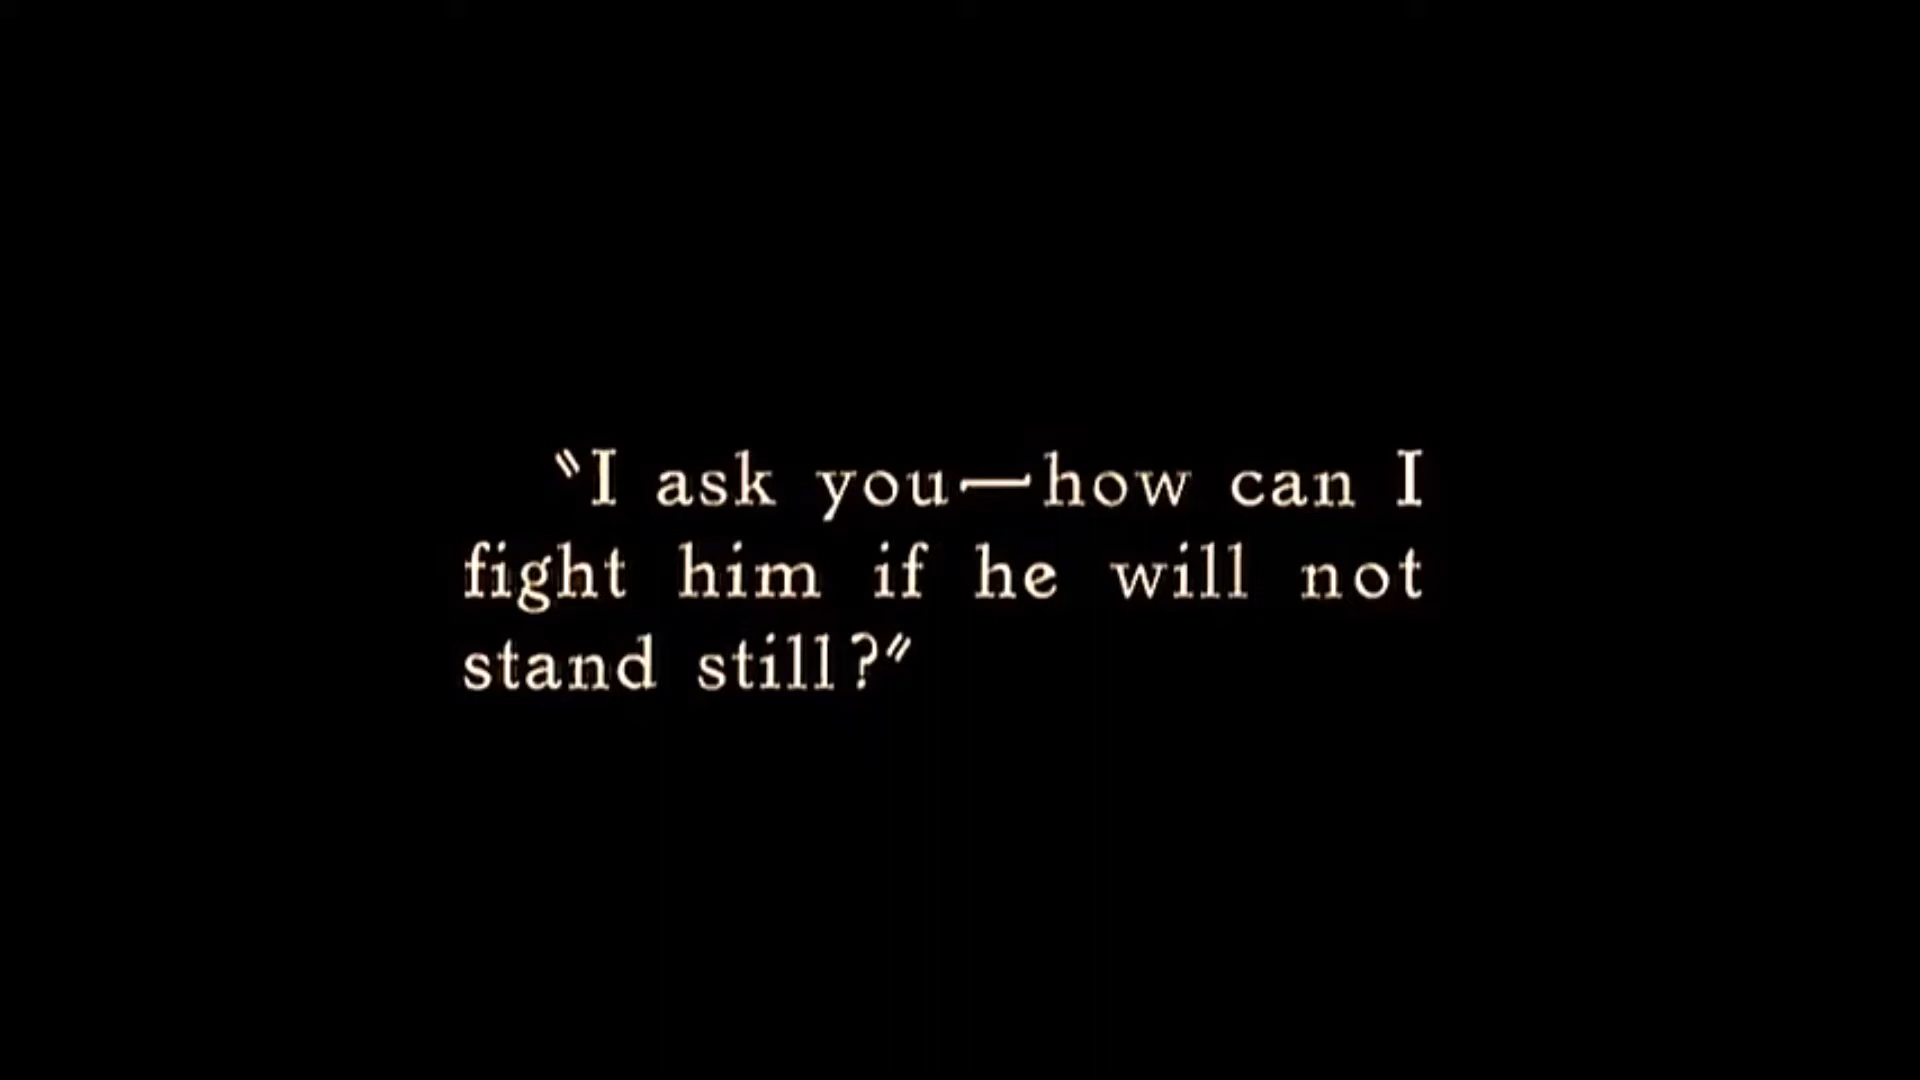 "I ask you—how can I
fight him if he will not
stand still?"